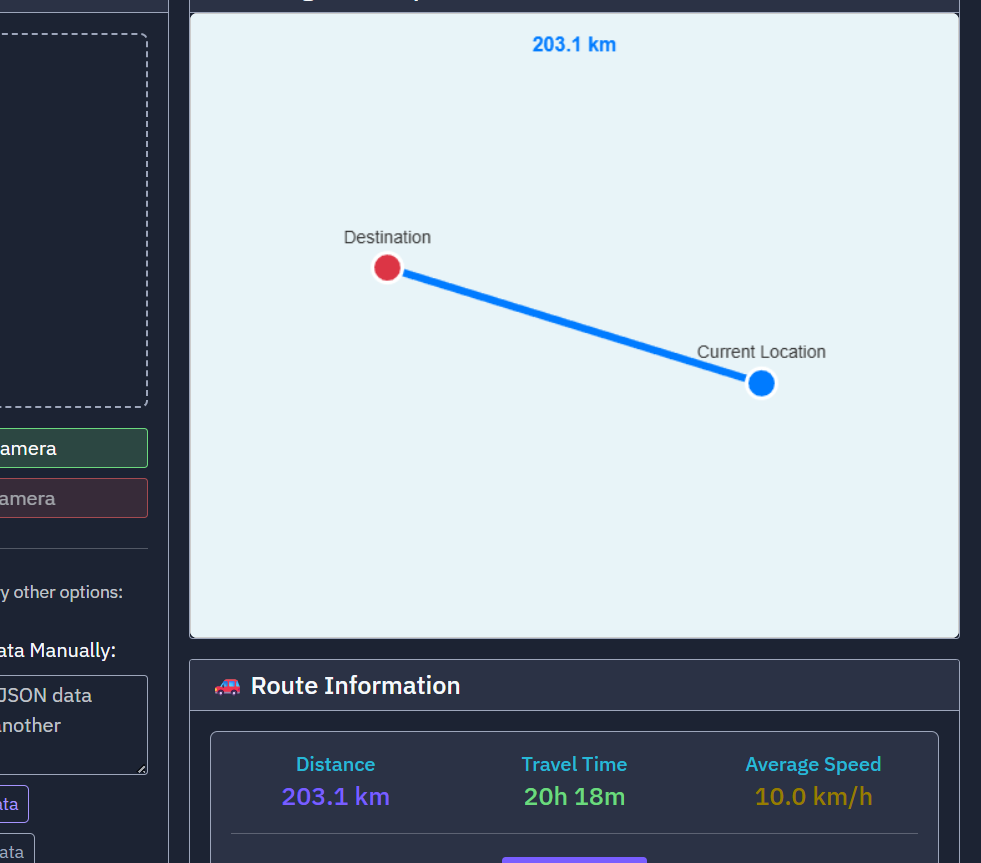 203.1 km
Destination
Current Location
amera
amera
y other options:
ata Manually:
JSON data
another
ata
ata
Route Information
Distance
Travel Time
Average Speed
203.1 km
20h 18m
10.0 km/h